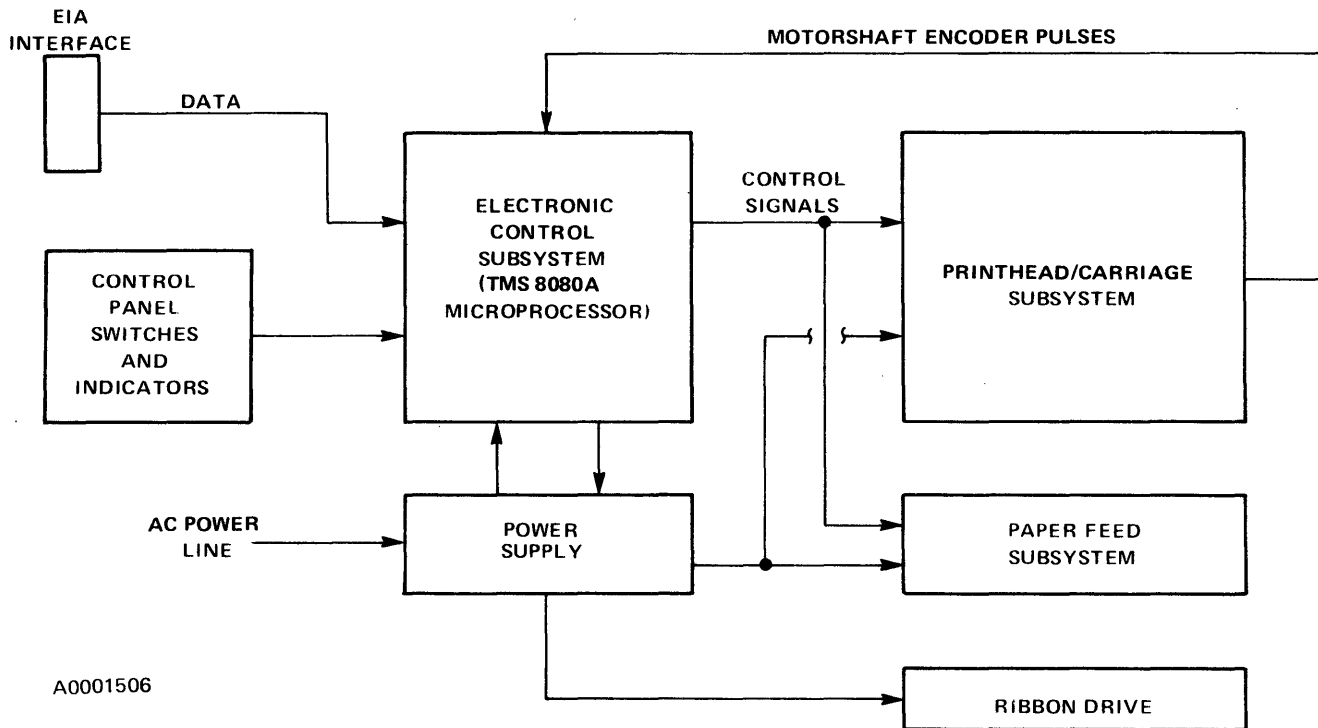 EIA
INTERFACE
MOTORSHAFT ENCODER PULSES
DATA
CONTROL
SIGNALS
ELECTRONIC
CONTROL
SUBSYSTEM
(TMS 8080A
MICROPROCESSOR)
PRINTHEAD/CARRIAGE
SUBSYSTEM
CONTROL
PANEL
SWITCHES
AND
INDICATORS
AC POWER
LINE
POWER
SUPPLY
PAPER FEED
SUBSYSTEM
RIBBON DRIVE
A0001506